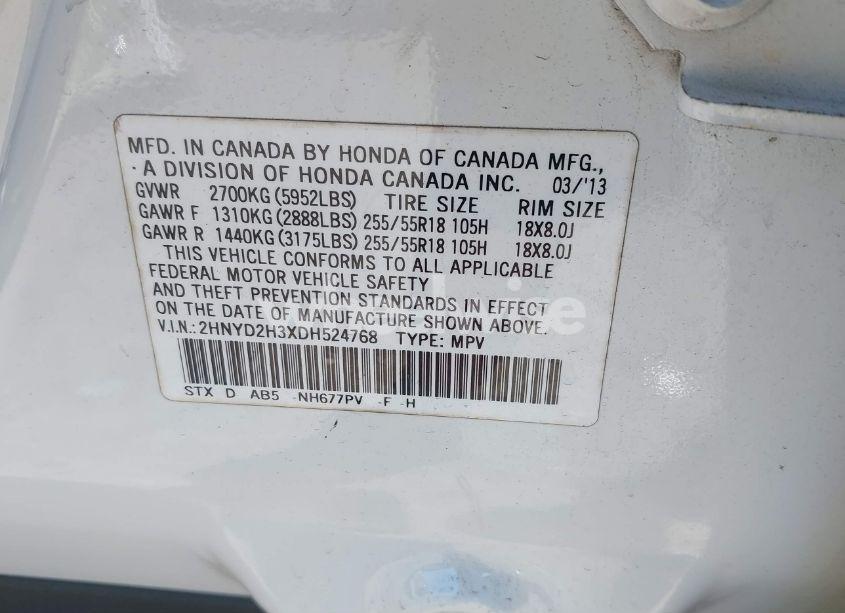 MFD. IN CANADA BY HONDA OF CANADA MFG.,
A DIVISION OF HONDA CANADA INC. 03/'13
GVWR 2700KG (5952LBS) TIRE SIZE RIM SIZE
GAWR F 1310KG (2888LBS) 255/55R18 105H 18X8.0J
GAWR R 1440KG (3175LBS) 255/55R18 105H 18X8.0J
THIS VEHICLE CONFORMS TO ALL APPLICABLE
FEDERAL MOTOR VEHICLE SAFETY
AND THEFT PREVENTION STANDARDS IN EFFECT
ON THE DATE OF MANUFACTURE SHOWN ABOVE.
V.I.N.: 2HNYD2H3XDH524768 TYPE: MPV
STX D AB5 -NH677PV -F -H